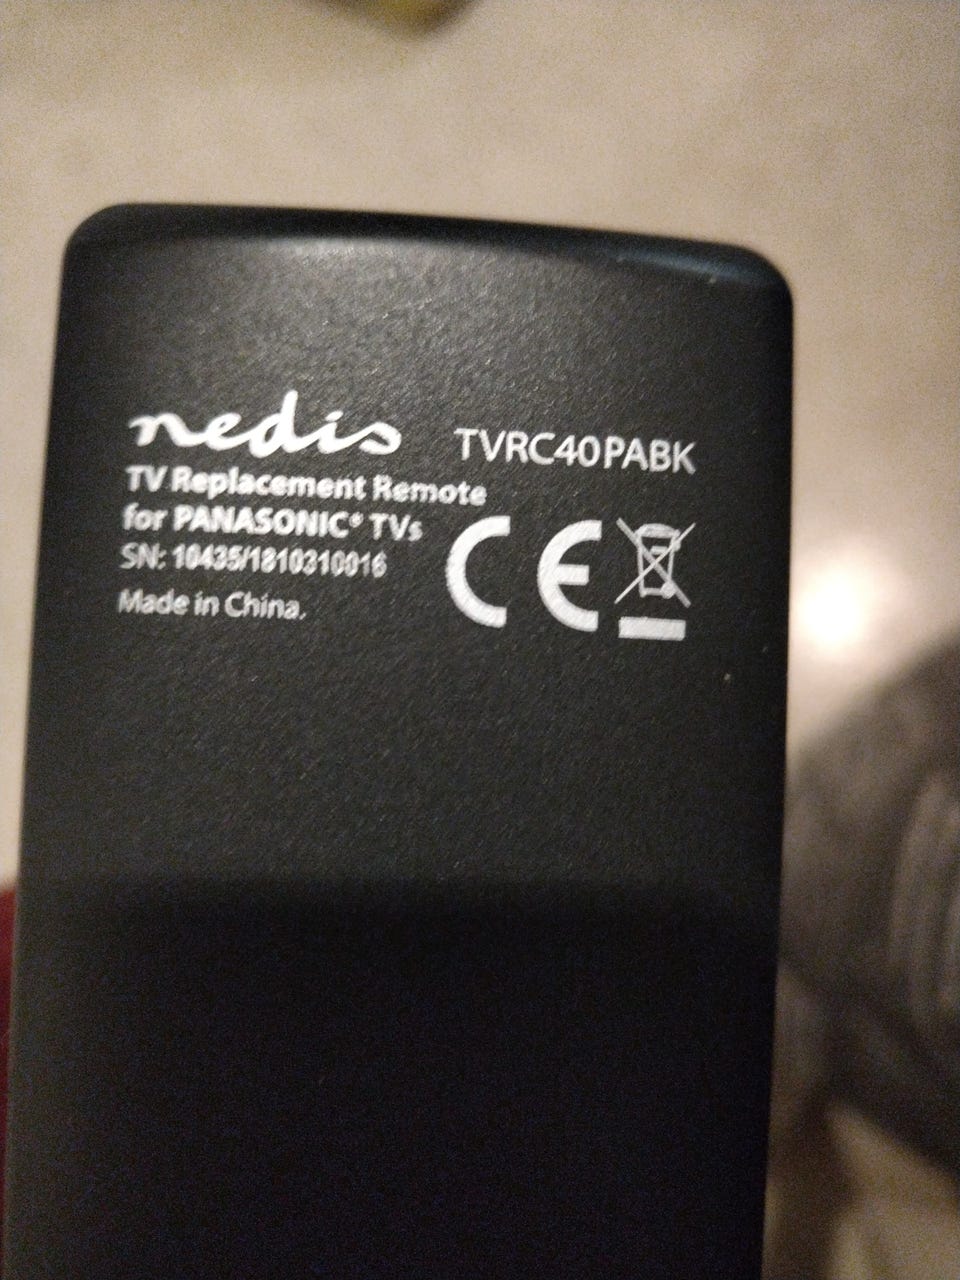 nedis TVRC40PABK
TV Replacement Remote
for PANASONIC® TVs
SN: 10435/1810310016
Made in China.
CE